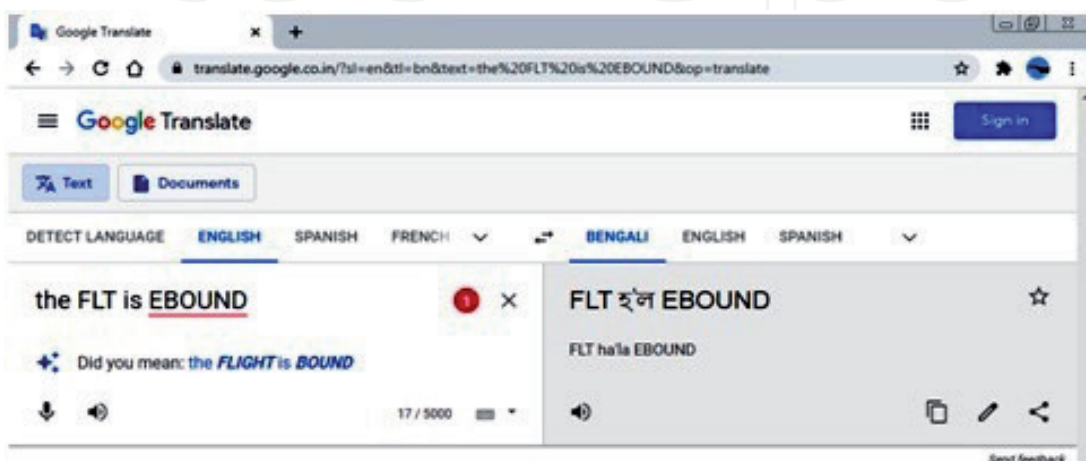 Google Translate
translate.google.co.in/?sl=en&tl=bn&text=the%20FLT%20is%20EBOUND&op=translate
Google Translate
Sign in
Text Documents
DETECT LANGUAGE ENGLISH SPANISH FRENCH BENGALI ENGLISH SPANISH
the FLT is EBOUND
1
FLT হ'ল EBOUND
Did you mean: the FLIGHT is BOUND
FLT ha'la EBOUND
17 / 5000
Send feedback